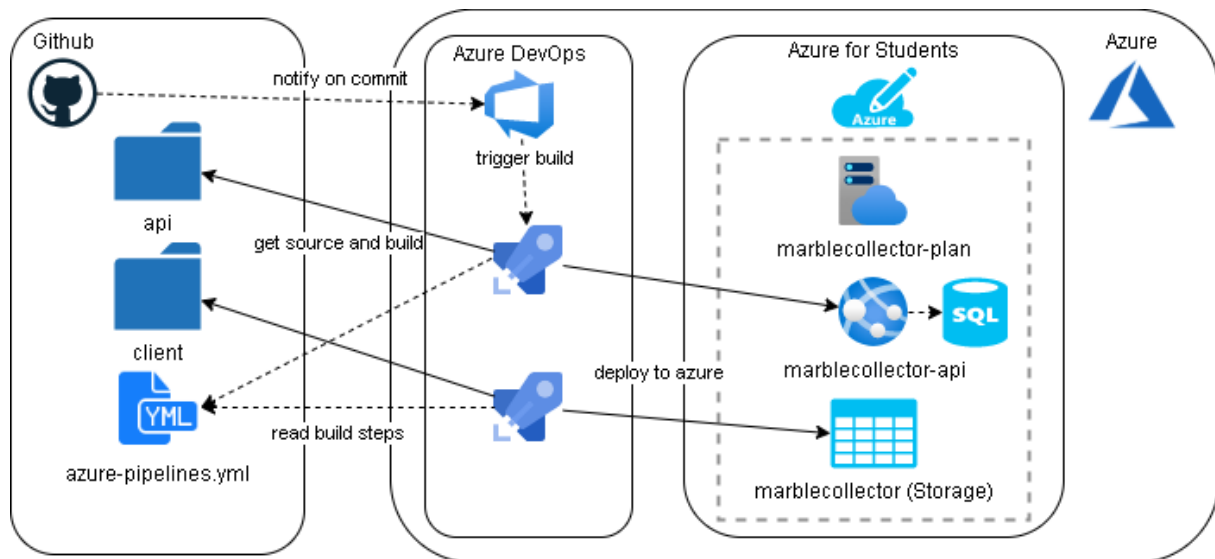 Github
Azure DevOps
Azure for Students
Azure
notify on commit
Azure
trigger build
api
get source and build
marblecollector-plan
SQL
client
deploy to azure
marblecollector-api
YML
read build steps
azure-pipelines.yml
marblecollector (Storage)